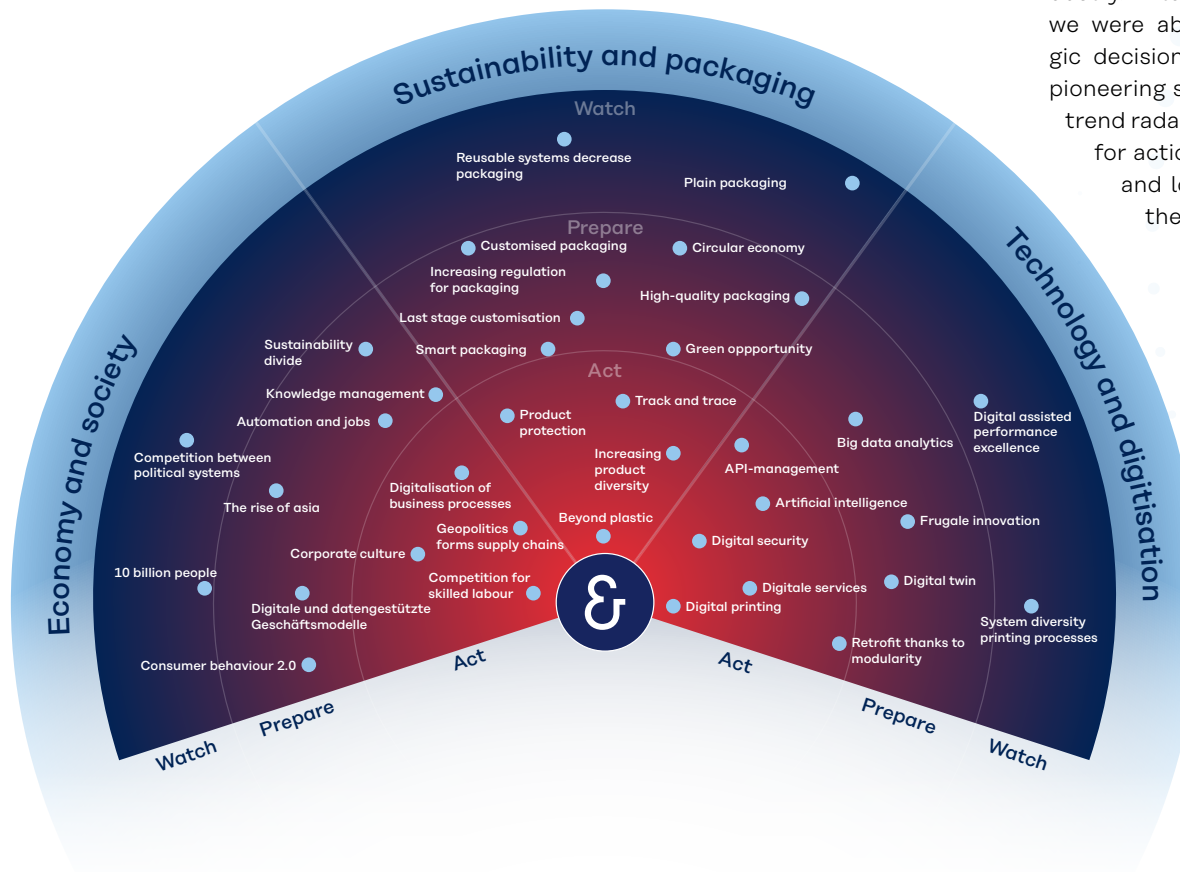 we were ab
gic decision
pioneering s
trend rada
for actio
and lo
the
Sustainability and packaging
Watch
Reusable systems decrease
packaging
Plain packaging
Prepare
Customised packaging
Circular economy
Increasing regulation
for packaging
High-quality packaging
Last stage customisation
Smart packaging
Green oppportunity
Act
Track and trace
Product
protection
Increasing
product
diversity
Beyond plastic
Economy and society
Sustainability
divide
Knowledge management
Automation and jobs
Competition between
political systems
The rise of asia
Digitalisation of
business processes
Geopolitics
forms supply chains
Corporate culture
10 billion people
Competition for
skilled labour
Digitale und datengestützte
Geschäftsmodelle
Consumer behaviour 2.0
Act
Prepare
Watch
&
Technology and digitisation
Digital assisted
performance
excellence
Big data analytics
API-management
Artificial intelligence
Frugale innovation
Digital security
Digitale services
Digital twin
Digital printing
System diversity
printing processes
Retrofit thanks to
modularity
Act
Prepare
Watch